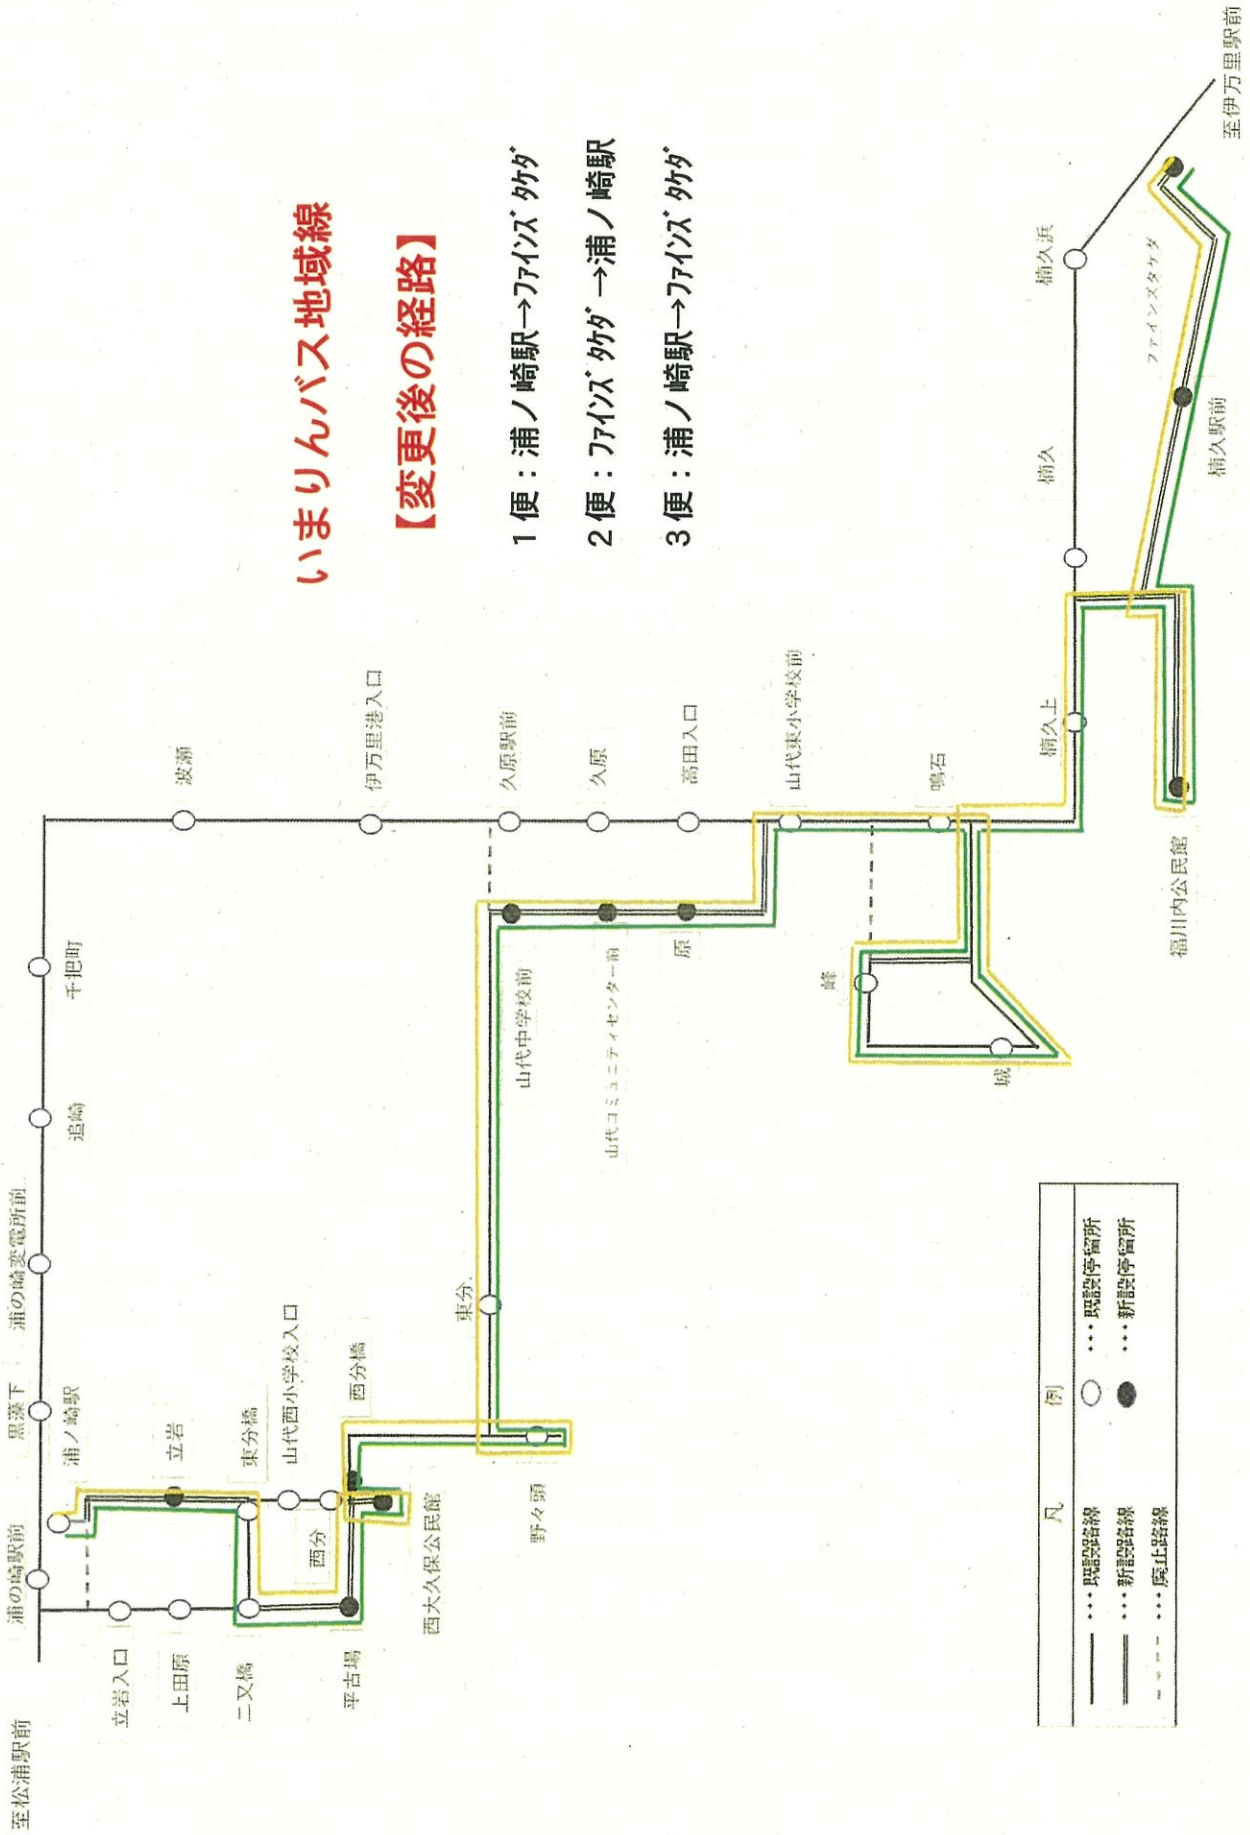 いまりんバス地域線
【変更後の経路】
1便：浦ノ崎駅→ファインズタケダ
2便：ファインズタケダ→浦ノ崎駅
3便：浦ノ崎駅→ファインズタケダ
至松浦駅前
浦の崎駅前
黒藻下
浦の崎変電所前
追崎
千把町
波瀬
伊万里港入口
久原駅前
久原
高田入口
山代東小学校前
鳴石
楠久上
楠久
楠久浜
至伊万里駅前
浦ノ崎駅
立岩
東分橋
山代西小学校入口
西分橋
西分
立岩入口
上田原
二又橋
平古場
西大久保公民館
野々頭
東分
山代中学校前
山代コミュニティセンター前
原
峰
城
福川内公民館
楠久駅前
ファインズタケダ
凡 例
―― ･･･既設路線 ○ ･･･既設停留所
＝＝ ･･･新設路線 ● ･･･新設停留所
---- ･･･廃止路線